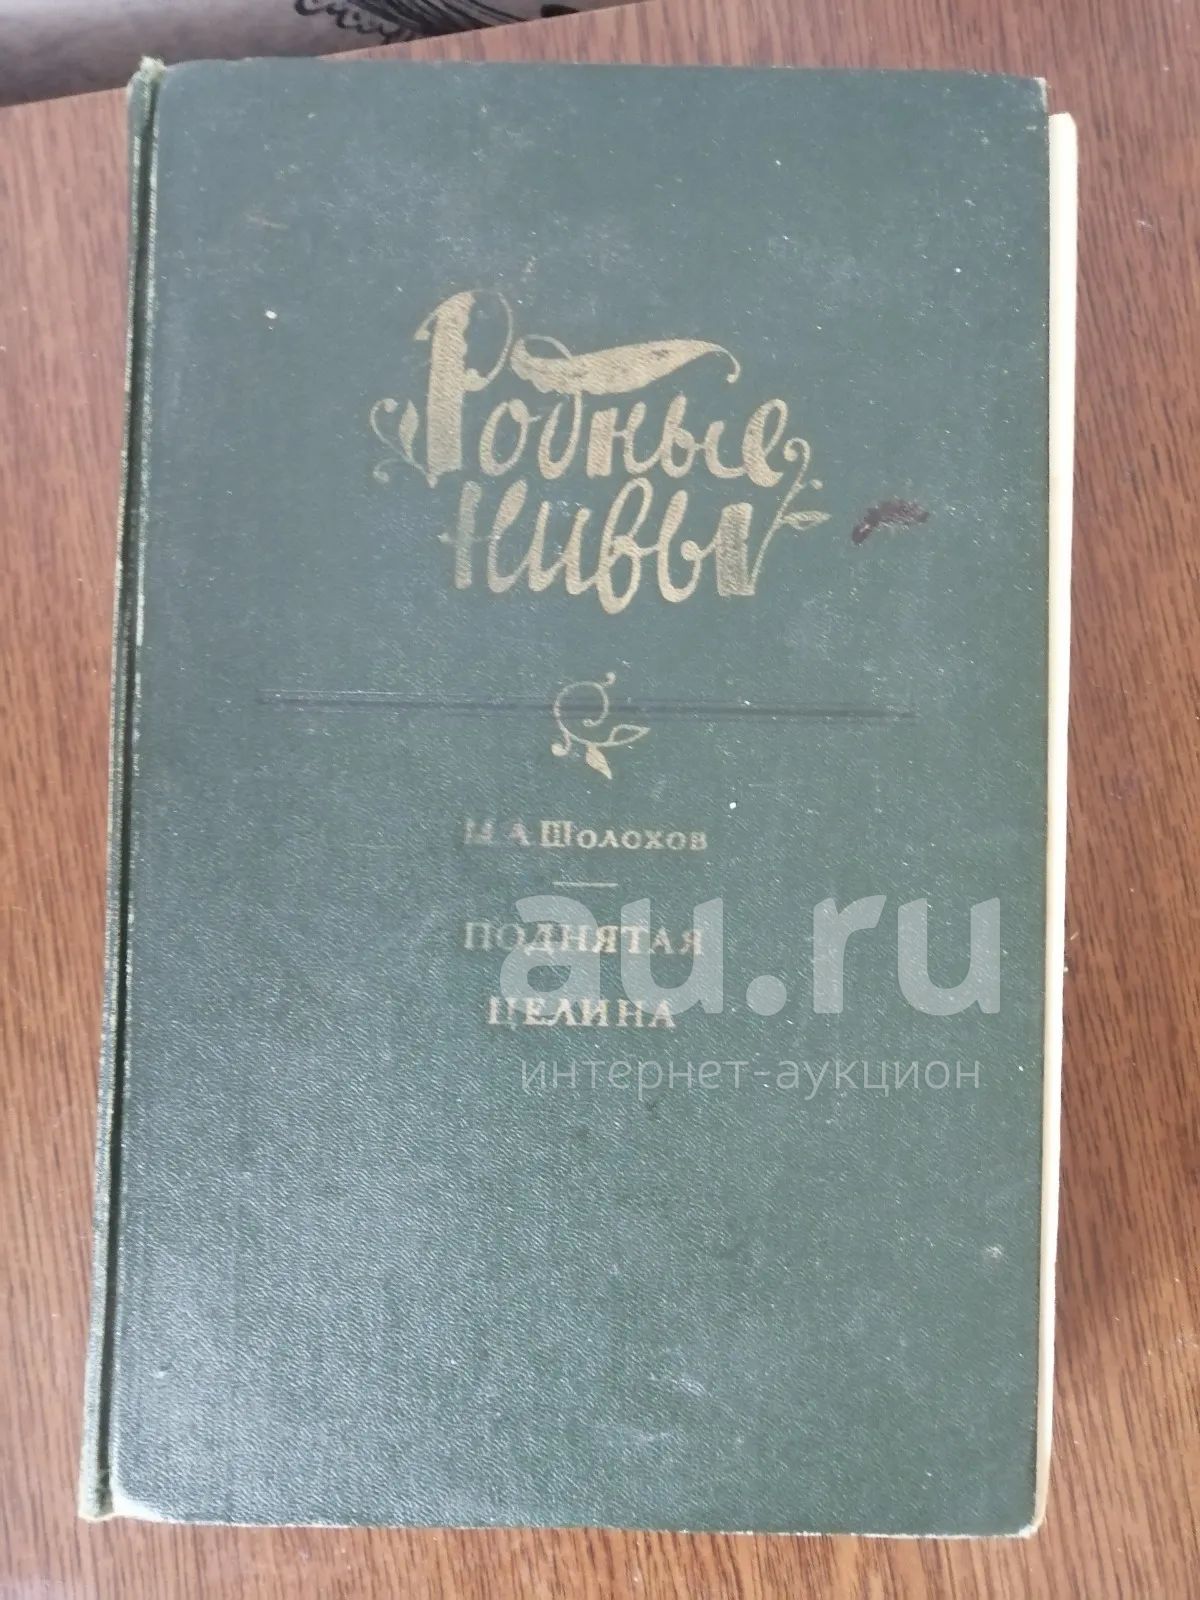 Родные
нивы
М. А. Шолохов
ПОДНЯТАЯ
ЦЕЛИНА
au.ru
интернет-аукцион